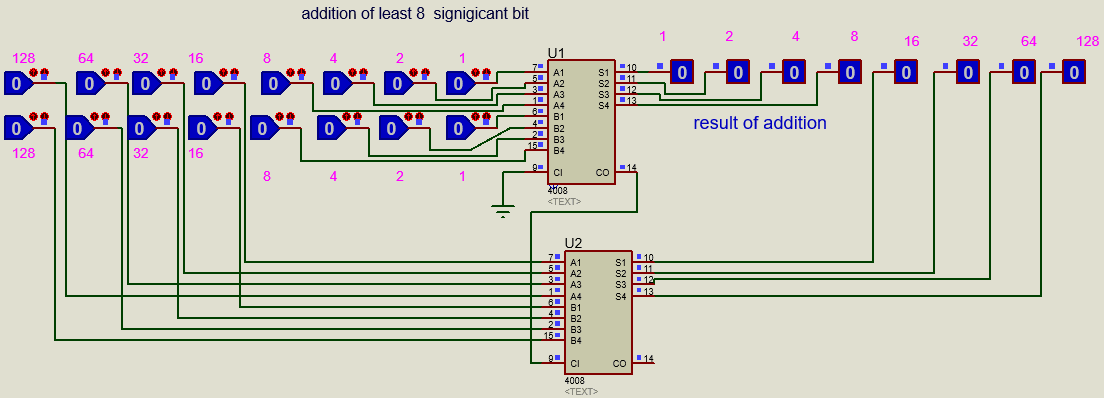 addition of least 8 signigicant bit
128 64 32 16 8 4 2 1
1 2 4 8 16 32 64 128
0 0 0 0 0 0 0 0
0 0 0 0 0 0 0 0
0 0 0 0 0 0 0 0
128 64 32 16
8 4 2 1
result of addition
U1
7 A1 S1 10
5 A2 S2 11
3 A3 S3 12
1 A4 S4 13
6 B1
4 B2
2 B3
15 B4
9 CI CO 14
4008
<TEXT>
U2
7 A1 S1 10
5 A2 S2 11
3 A3 S3 12
1 A4 S4 13
6 B1
4 B2
2 B3
15 B4
9 CI CO 14
4008
<TEXT>